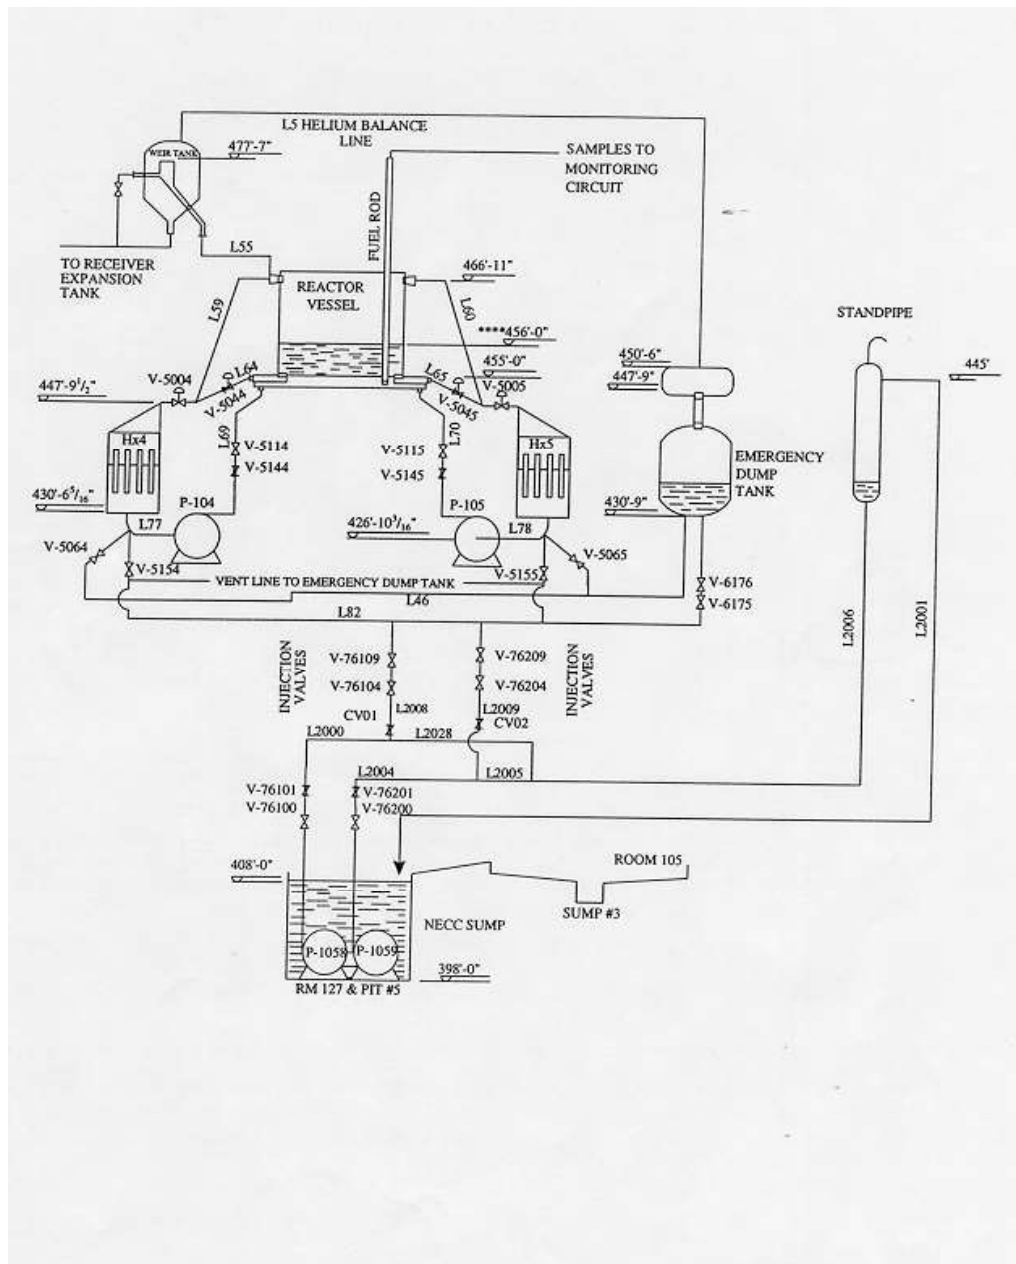 L5 HELIUM BALANCE
LINE
WEIR TANK
477'-7"
SAMPLES TO
MONITORING
CIRCUIT
FUEL ROD
L55
TO RECEIVER
EXPANSION
TANK
466'-11"
REACTOR
VESSEL
L59
L60
STANDPIPE
****456'-0"
450'-6"
445'
455'-0"
447'-9"
V-5004
L64
L65
V-5005
447'-9½"
V-5044
V-5045
Hx4
L69
L70
Hx5
V-5114
V-5115
EMERGENCY
DUMP
TANK
V-5144
V-5145
430'-6⁵/₁₆"
P-104
P-105
430'-9"
L77
426'-10³/₁₆"
L78
V-5064
V-5065
V-5154
VENT LINE TO EMERGENCY DUMP TANK
V-5155
V-6176
L46
V-6175
L82
L2006
L2001
INJECTION
VALVES
V-76109
V-76209
INJECTION
VALVES
V-76104
V-76204
L2008
L2009
CV01
CV02
L2000
L2028
L2004
L2005
V-76101
V-76201
V-76100
V-76200
408'-0"
ROOM 105
SUMP #3
NECC SUMP
P-1058
P-1059
398'-0"
RM 127 & PIT #5